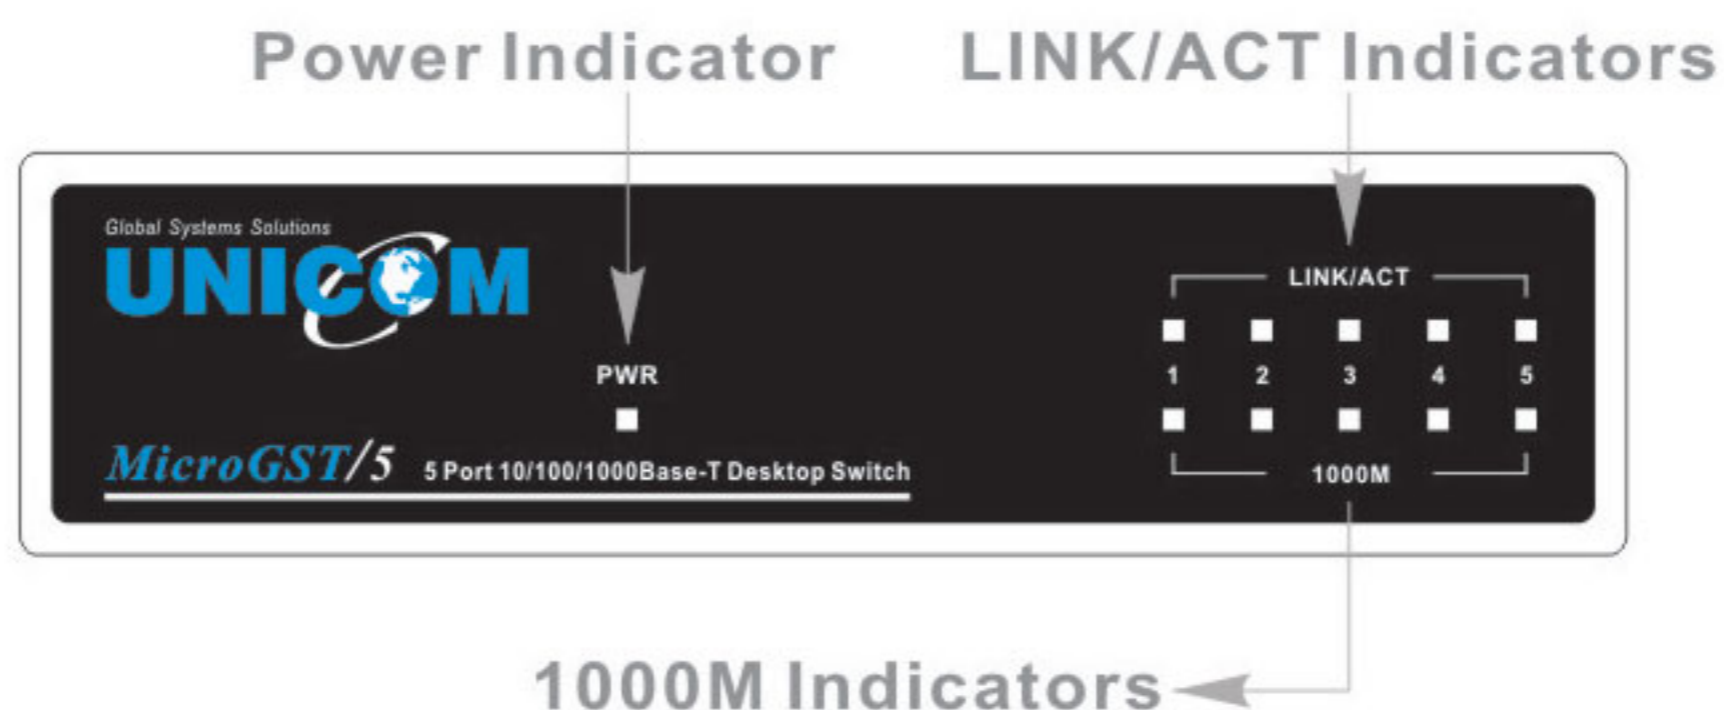 Power Indicator LINK/ACT Indicators
Global Systems Solutions
UNICOM
LINK/ACT
PWR
1 2 3 4 5
MicroGST/5 5 Port 10/100/1000Base-T Desktop Switch
1000M
1000M Indicators